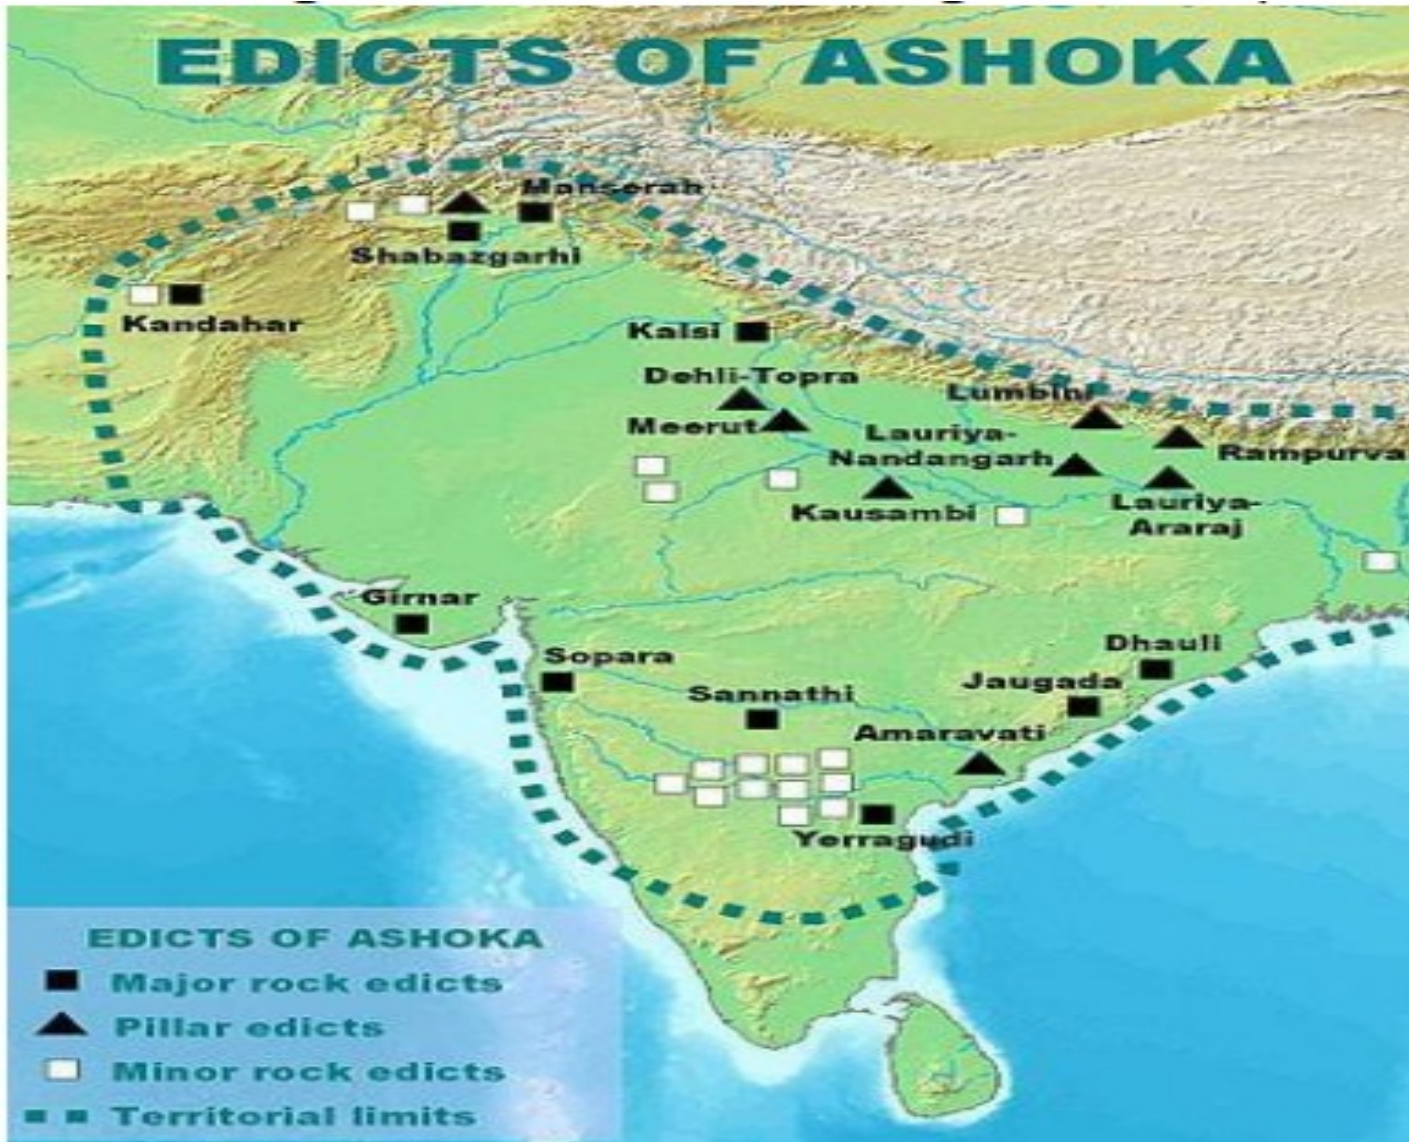 EDICTS OF ASHOKA
Manserah
Shabazgarhi
Kandahar
Kalsi
Dehli-Topra
Meerut
Lumbini
Lauriya-
Nandangarh
Rampurva
Kausambi
Lauriya-
Araraj
Girnar
Sopara
Dhauli
Sannathi
Jaugada
Amaravati
Yerragudi
EDICTS OF ASHOKA
Major rock edicts
Pillar edicts
Minor rock edicts
Territorial limits